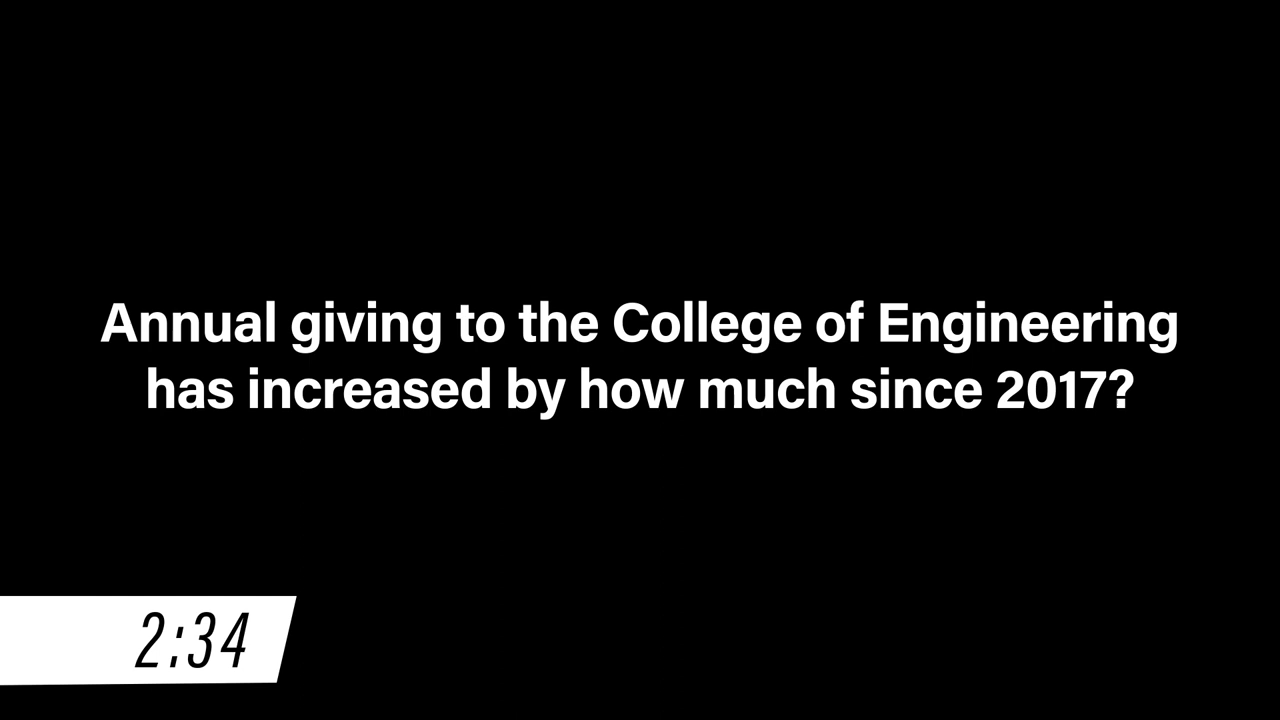 Annual giving to the College of Engineering
has increased by how much since 2017?
2:34